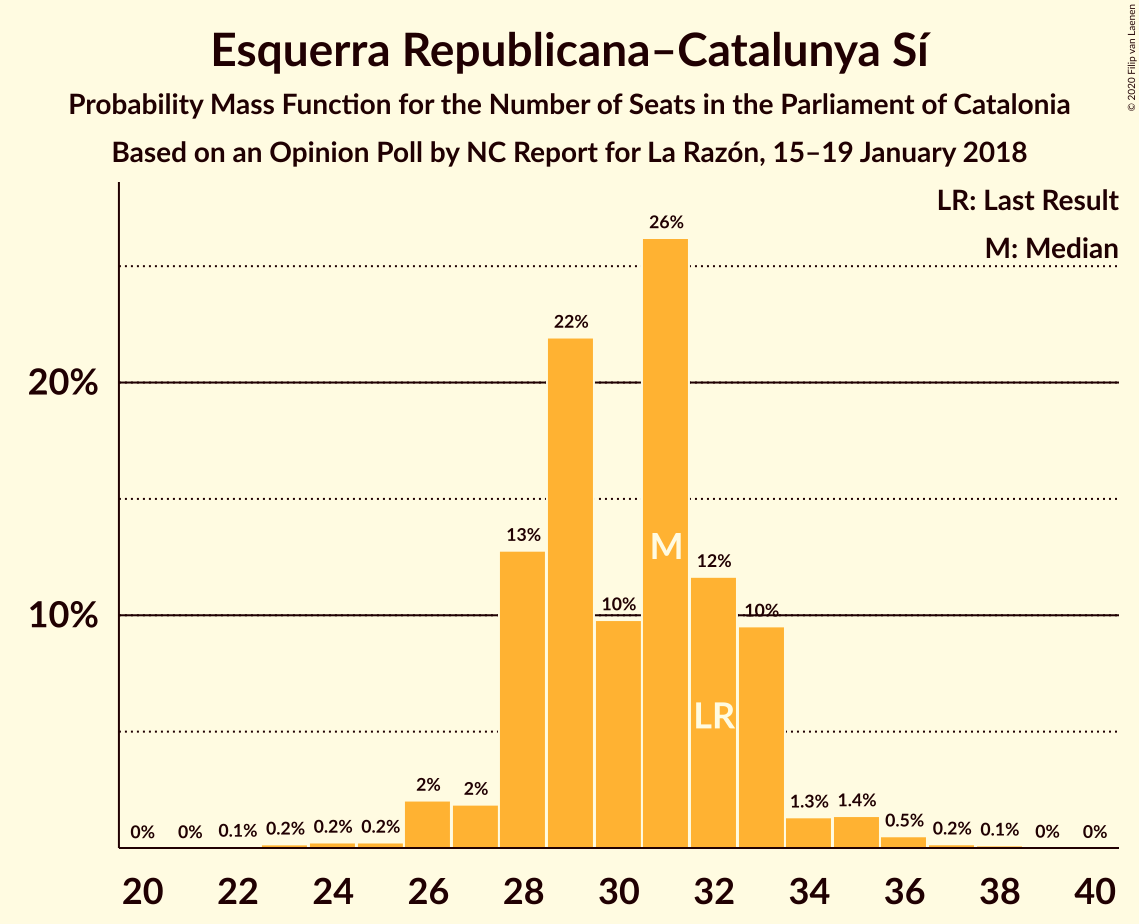 Esquerra Republicana–Catalunya Sí
Probability Mass Function for the Number of Seats in the Parliament of Catalonia
Based on an Opinion Poll by NC Report for La Razón, 15–19 January 2018
© 2020 Filip van Laenen
LR: Last Result
M: Median
20%
10%
0%
0%
0.1%
0.2%
0.2%
0.2%
2%
2%
13%
22%
10%
26%
12%
10%
1.3%
1.4%
0.5%
0.2%
0.1%
0%
0%
M
LR
20 22 24 26 28 30 32 34 36 38 40